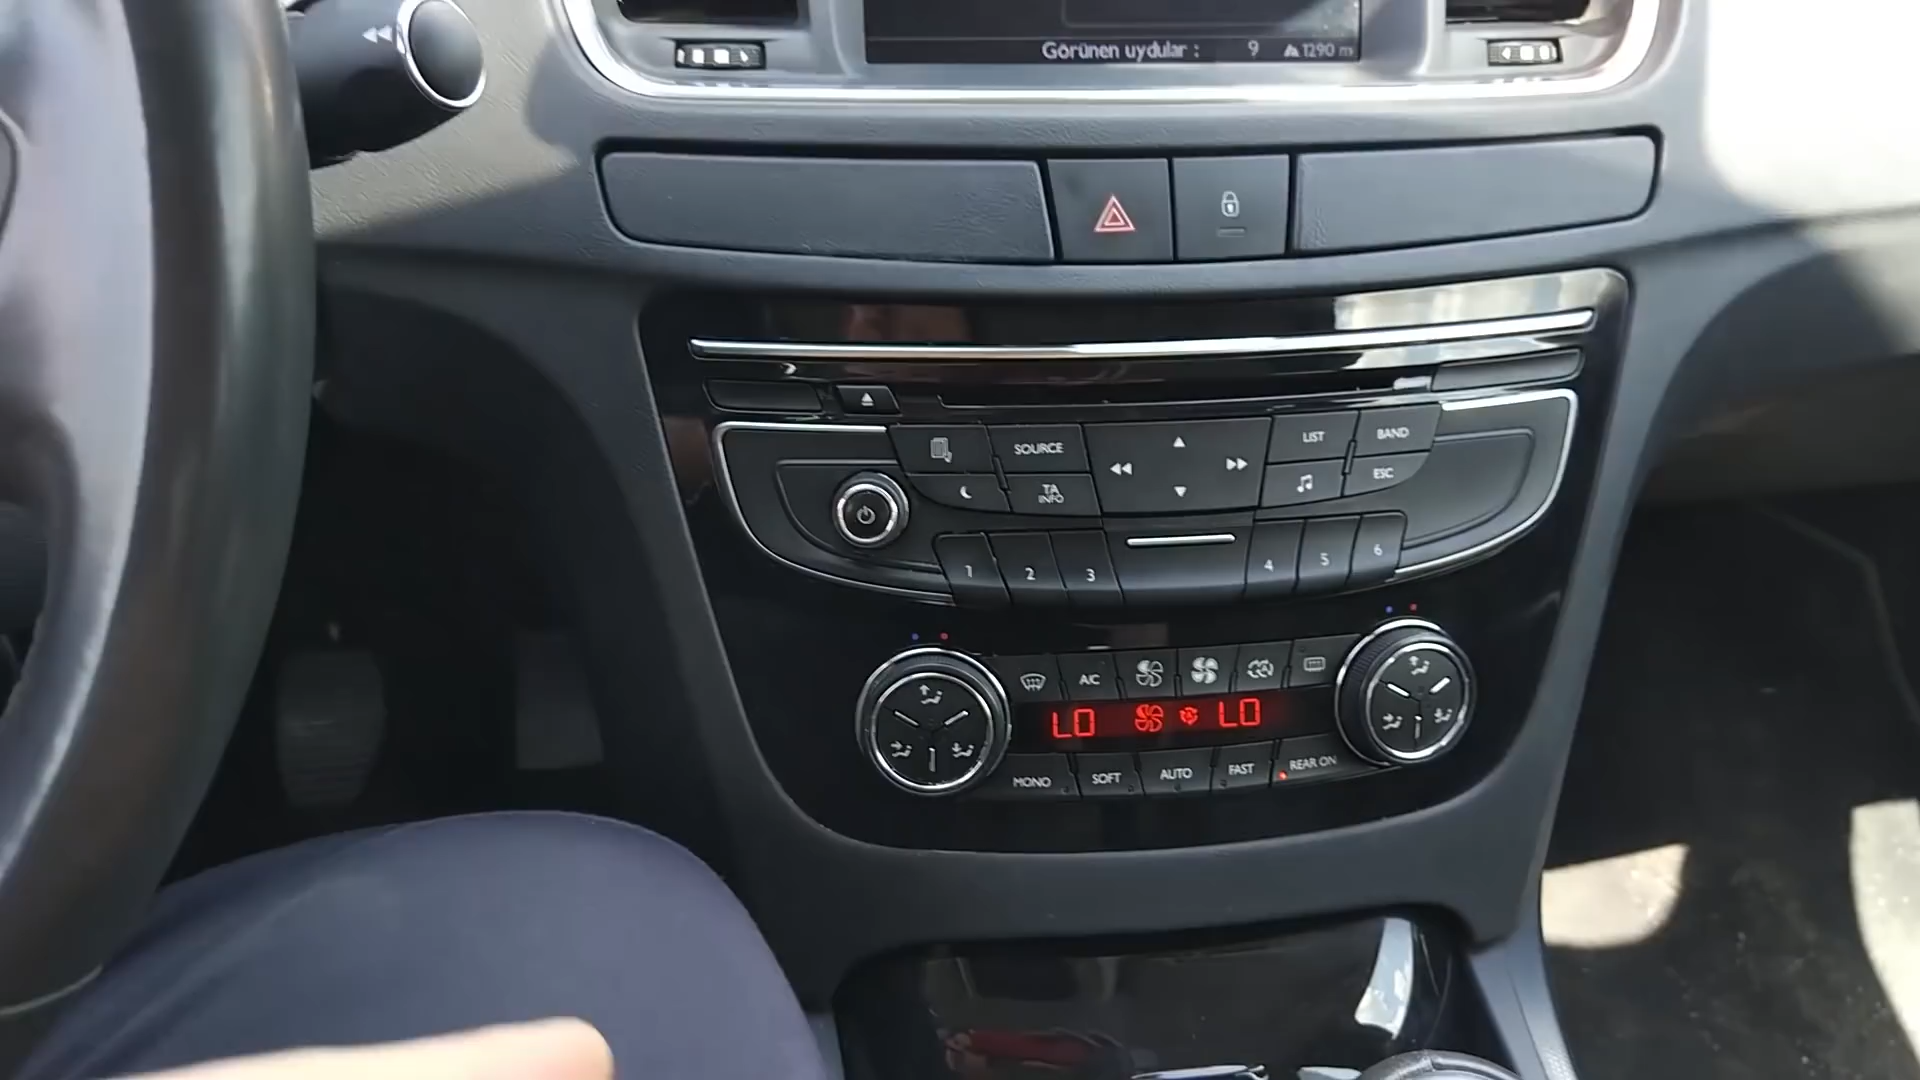 Görünen uydular : 9 1290 m
SOURCE LIST BAND
TA INFO ESC
1 2 3 4 5 6
A/C
LO LO
MONO SOFT AUTO FAST REAR ON